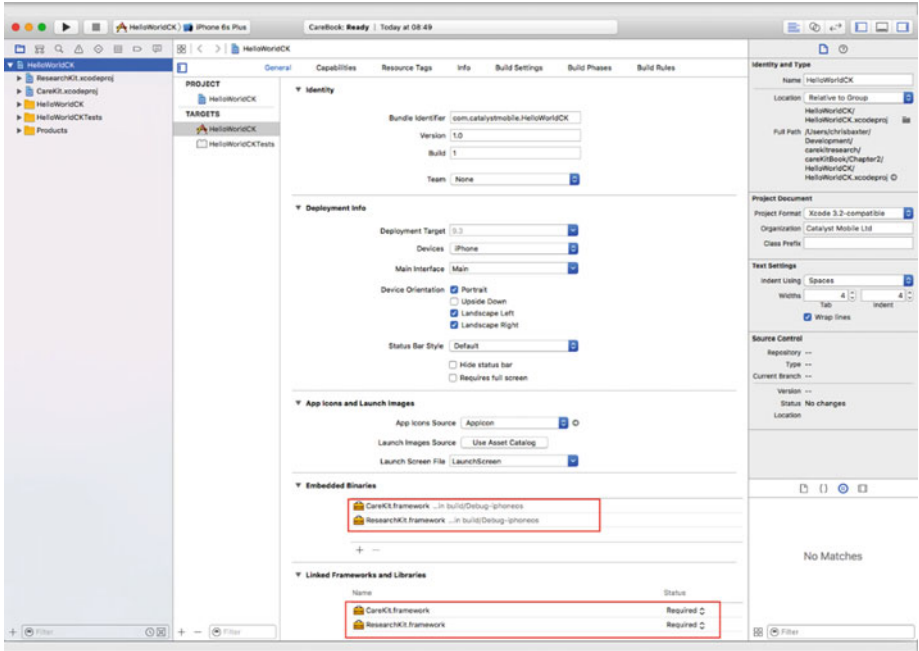 HelloWorldCK
iPhone 6s Plus
CareBook: Ready | Today at 08:49
HelloWorldCK
HelloWorldCK
ResearchKit.xcodeproj
CareKit.xcodeproj
HelloWorldCK
HelloWorldCKTests
Products
Filter
General Capabilities Resource Tags Info Build Settings Build Phases Build Rules
PROJECT
HelloWorldCK
TARGETS
HelloWorldCK
HelloWorldCKTests
Filter
Identity
Bundle Identifier com.catalystmobile.HelloWorldCK
Version 1.0
Build 1
Team None
Deployment Info
Deployment Target 9.3
Devices iPhone
Main Interface Main
Device Orientation Portrait
Upside Down
Landscape Left
Landscape Right
Status Bar Style Default
Hide status bar
Requires full screen
App Icons and Launch Images
App Icons Source AppIcon
Launch Images Source Use Asset Catalog
Launch Screen File LaunchScreen
Embedded Binaries
CareKit.framework ...in build/Debug-iphoneos
ResearchKit.framework ...in build/Debug-iphoneos
+ −
Linked Frameworks and Libraries
Name Status
CareKit.framework Required
ResearchKit.framework Required
Identity and Type
Name HelloWorldCK
Location Relative to Group
HelloWorldCK/
HelloWorldCK.xcodeproj
Full Path /Users/chrisbaxter/
Development/
carekitresearch/
careKitBook/Chapter2/
HelloWorldCK/
HelloWorldCK.xcodeproj
Project Document
Project Format Xcode 3.2-compatible
Organization Catalyst Mobile Ltd
Class Prefix
Text Settings
Indent Using Spaces
Widths 4 4
Tab Indent
Wrap lines
Source Control
Repository --
Type --
Current Branch --
Version --
Status No changes
Location
No Matches
Filter